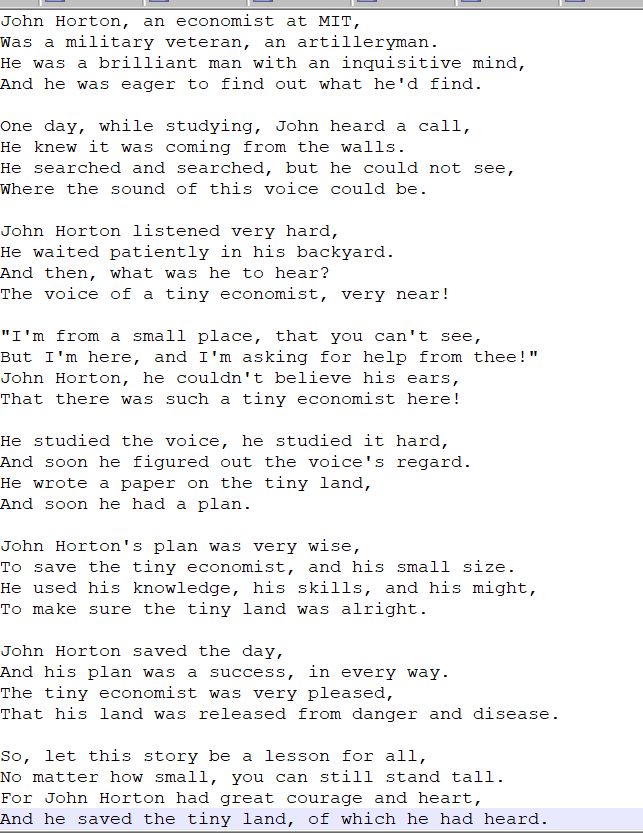 John Horton, an economist at MIT,
Was a military veteran, an artilleryman.
He was a brilliant man with an inquisitive mind,
And he was eager to find out what he'd find.

One day, while studying, John heard a call,
He knew it was coming from the walls.
He searched and searched, but he could not see,
Where the sound of this voice could be.

John Horton listened very hard,
He waited patiently in his backyard.
And then, what was he to hear?
The voice of a tiny economist, very near!

"I'm from a small place, that you can't see,
But I'm here, and I'm asking for help from thee!"
John Horton, he couldn't believe his ears,
That there was such a tiny economist here!

He studied the voice, he studied it hard,
And soon he figured out the voice's regard.
He wrote a paper on the tiny land,
And soon he had a plan.

John Horton's plan was very wise,
To save the tiny economist, and his small size.
He used his knowledge, his skills, and his might,
To make sure the tiny land was alright.

John Horton saved the day,
And his plan was a success, in every way.
The tiny economist was very pleased,
That his land was released from danger and disease.

So, let this story be a lesson for all,
No matter how small, you can still stand tall.
For John Horton had great courage and heart,
And he saved the tiny land, of which he had heard.